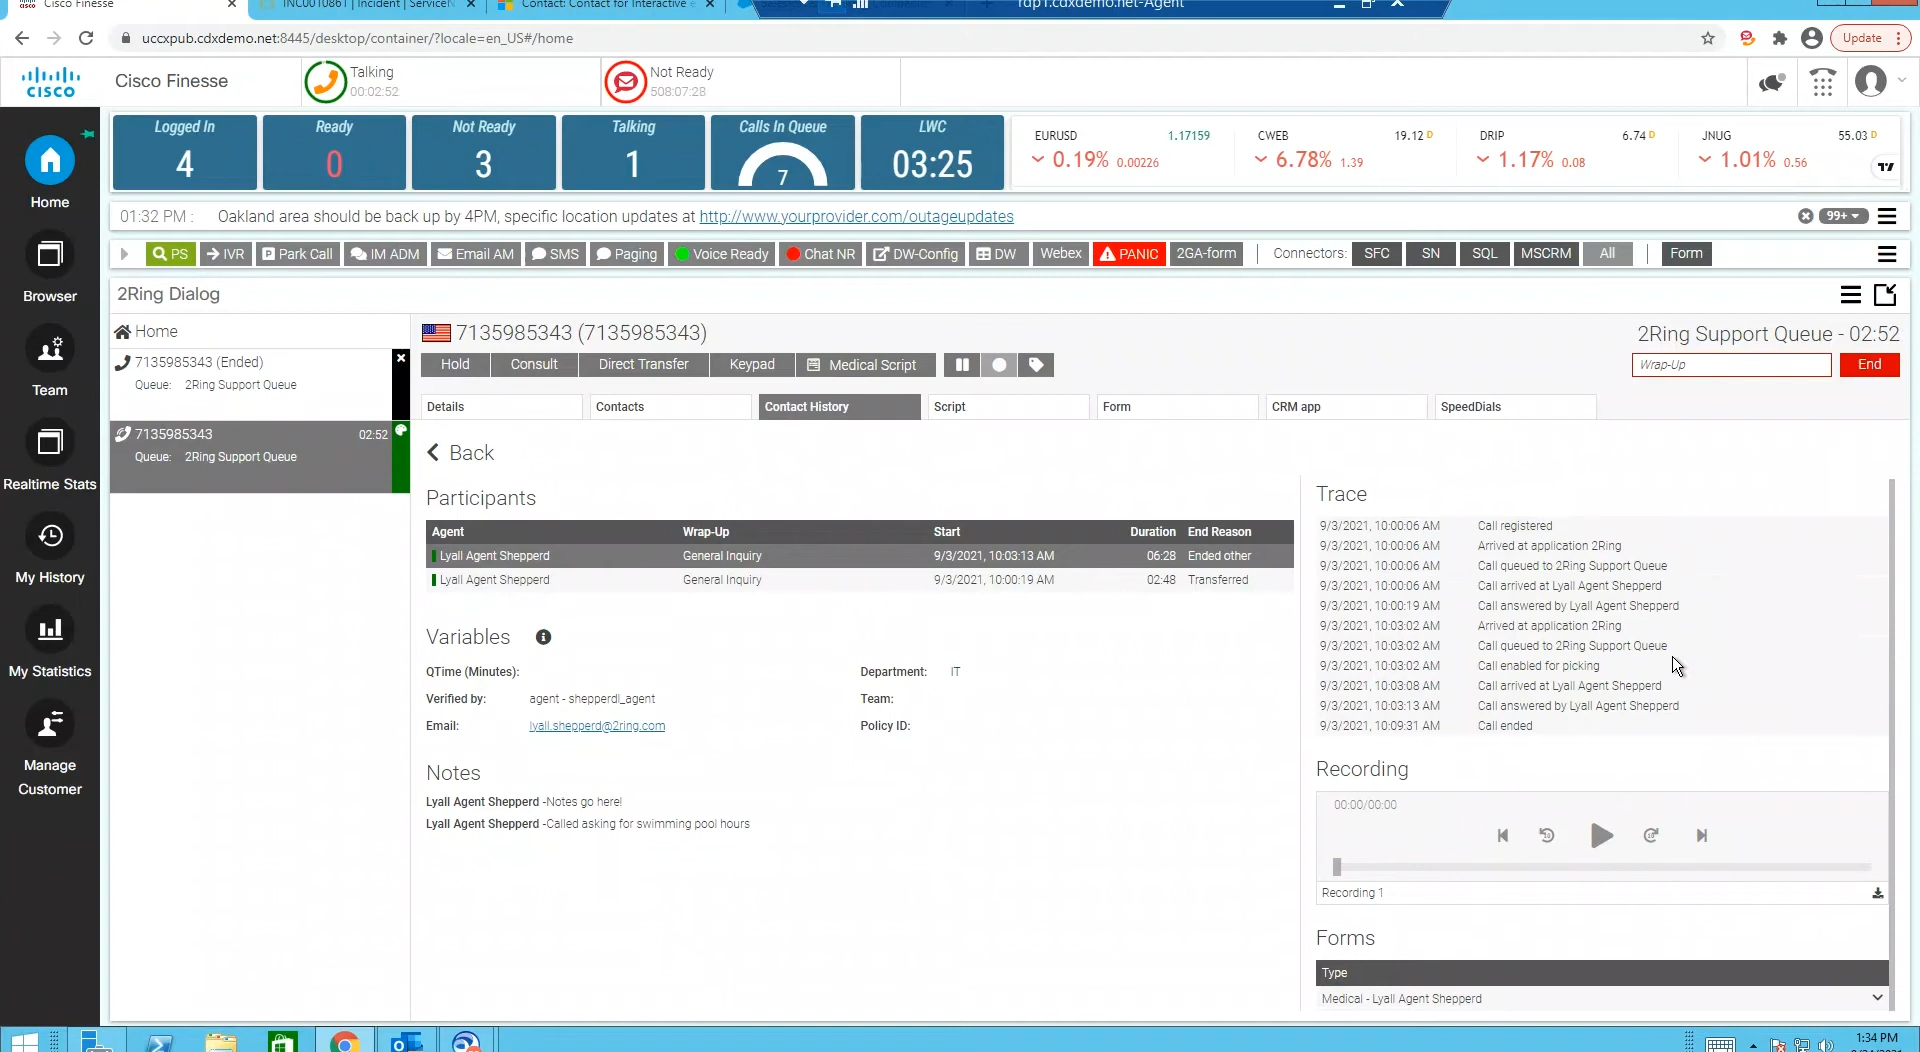 Cisco Finesse
INC0010861 | Incident | ServiceN
Contact: Contact for Interactive e
rdp1.cdxdemo.net-Agent
uccxpub.cdxdemo.net:8445/desktop/container/?locale=en_US#/home
Update
CISCO
Cisco Finesse
Talking
00:02:52
Not Ready
508:07:28
Home
Browser
Team
Realtime Stats
My History
My Statistics
Manage
Customer
Logged In
4
Ready
0
Not Ready
3
Talking
1
Calls In Queue
7
LWC
03:25
EURUSD 1.17159
0.19% 0.00226
CWEB 19.12 D
6.78% 1.39
DRIP 6.74 D
1.17% 0.08
JNUG 55.03 D
1.01% 0.56
01:32 PM : Oakland area should be back up by 4PM, specific location updates at http://www.yourprovider.com/outageupdates
99+
PS IVR Park Call IM ADM Email AM SMS Paging Voice Ready Chat NR DW-Config DW Webex PANIC 2GA-form Connectors: SFC SN SQL MSCRM All Form
2Ring Dialog
Home
7135985343 (Ended)
Queue: 2Ring Support Queue
7135985343 02:52
Queue: 2Ring Support Queue
7135985343 (7135985343)
2Ring Support Queue - 02:52
Hold Consult Direct Transfer Keypad Medical Script
Wrap-Up End
Details Contacts Contact History Script Form CRM app SpeedDials
Back
Participants
Agent Wrap-Up Start Duration End Reason
Lyall Agent Shepperd General Inquiry 9/3/2021, 10:03:13 AM 06:28 Ended other
Lyall Agent Shepperd General Inquiry 9/3/2021, 10:00:19 AM 02:48 Transferred
Variables
QTime (Minutes): Department: IT
Verified by: agent - shepperdl_agent Team:
Email: lyall.shepperd@2ring.com Policy ID:
Notes
Lyall Agent Shepperd -Notes go here!
Lyall Agent Shepperd -Called asking for swimming pool hours
Trace
9/3/2021, 10:00:06 AM Call registered
9/3/2021, 10:00:06 AM Arrived at application 2Ring
9/3/2021, 10:00:06 AM Call queued to 2Ring Support Queue
9/3/2021, 10:00:06 AM Call arrived at Lyall Agent Shepperd
9/3/2021, 10:00:19 AM Call answered by Lyall Agent Shepperd
9/3/2021, 10:03:02 AM Arrived at application 2Ring
9/3/2021, 10:03:02 AM Call queued to 2Ring Support Queue
9/3/2021, 10:03:02 AM Call enabled for picking
9/3/2021, 10:03:08 AM Call arrived at Lyall Agent Shepperd
9/3/2021, 10:03:13 AM Call answered by Lyall Agent Shepperd
9/3/2021, 10:09:31 AM Call ended
Recording
00:00/00:00
Recording 1
Forms
Type
Medical - Lyall Agent Shepperd
1:34 PM